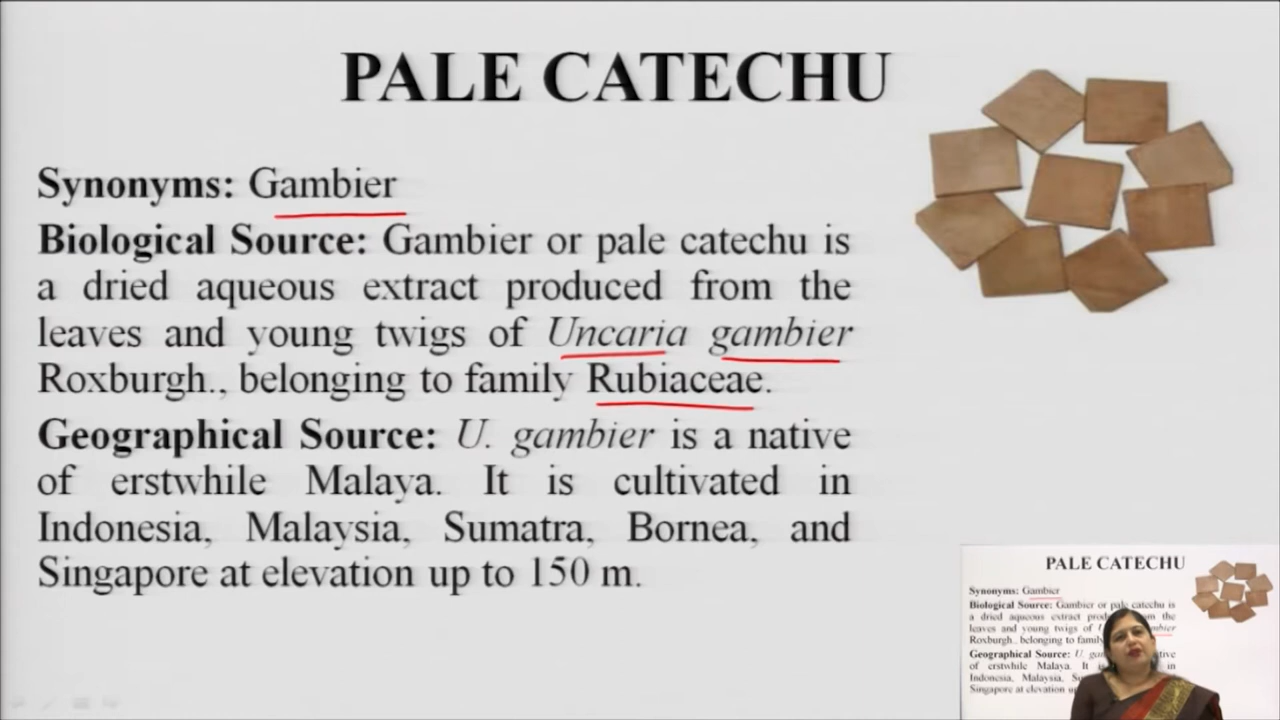 PALE CATECHU
Synonyms: Gambier
Biological Source: Gambier or pale catechu is
a dried aqueous extract produced from the
leaves and young twigs of Uncaria gambier
Roxburgh., belonging to family Rubiaceae.
Geographical Source: U. gambier is a native
of erstwhile Malaya. It is cultivated in
Indonesia, Malaysia, Sumatra, Bornea, and
Singapore at elevation up to 150 m.
PALE CATECHU
Synonyms: Gambier
Biological Source: Gambier or pale catechu is
a dried aqueous extract the
leaves and young twigs of
Roxburgh., belonging to family
Geographical Source: U.
of erstwhile Malaya. It in
Indonesia, Malaysia, and
Singapore at elevation